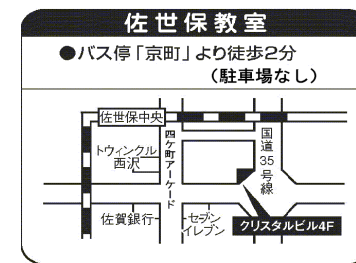 佐世保教室
●バス停「京町」より徒歩2分
（駐車場なし）
佐世保中央
トウィンクル
西沢
四ケ町アーケード
国道35号線
佐賀銀行
セブン
イレブン
クリスタルビル4F